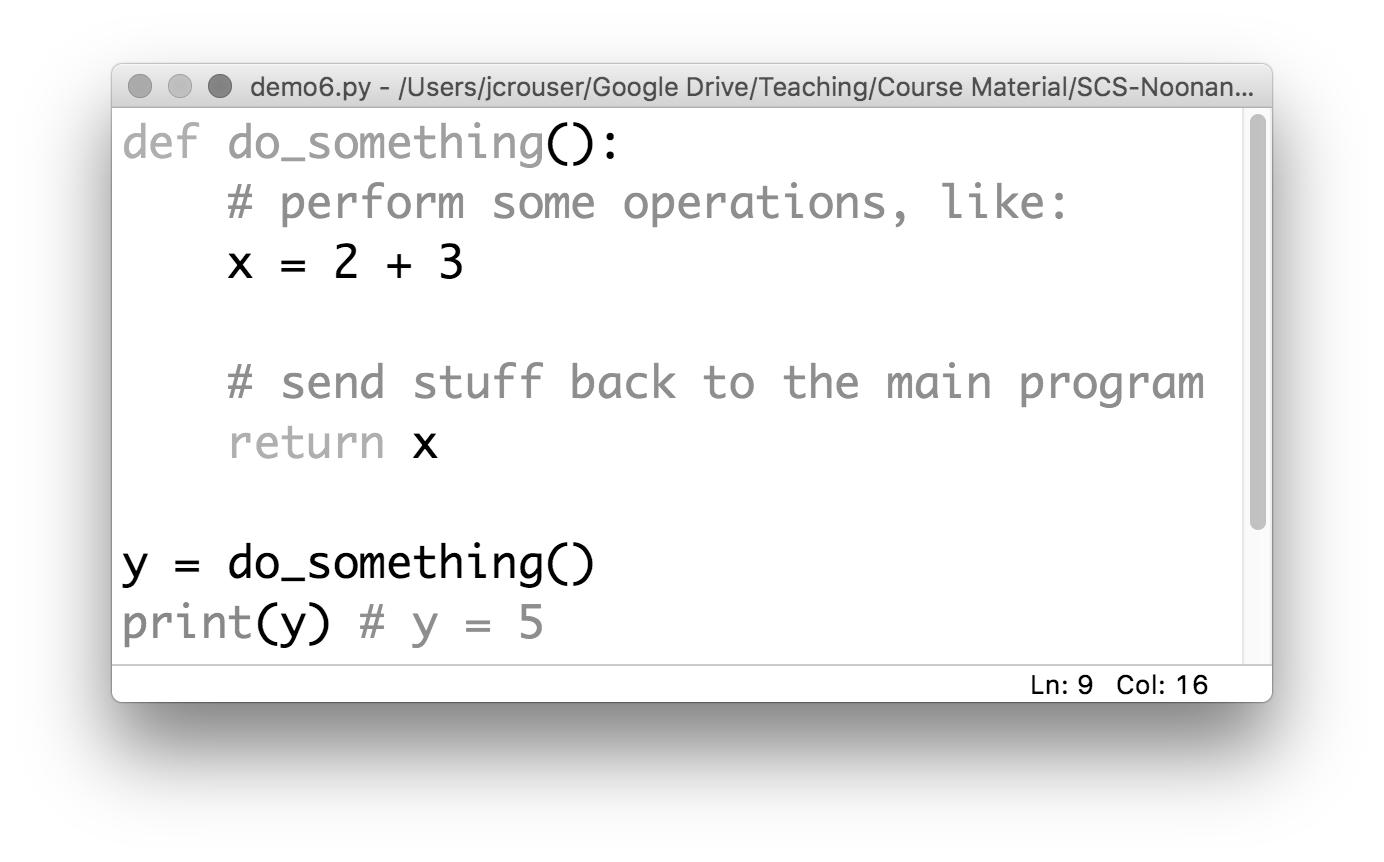 demo6.py - /Users/jcrouser/Google Drive/Teaching/Course Material/SCS-Noonan...
def do_something():
    # perform some operations, like:
    x = 2 + 3

    # send stuff back to the main program
    return x

y = do_something()
print(y) # y = 5
Ln: 9 Col: 16